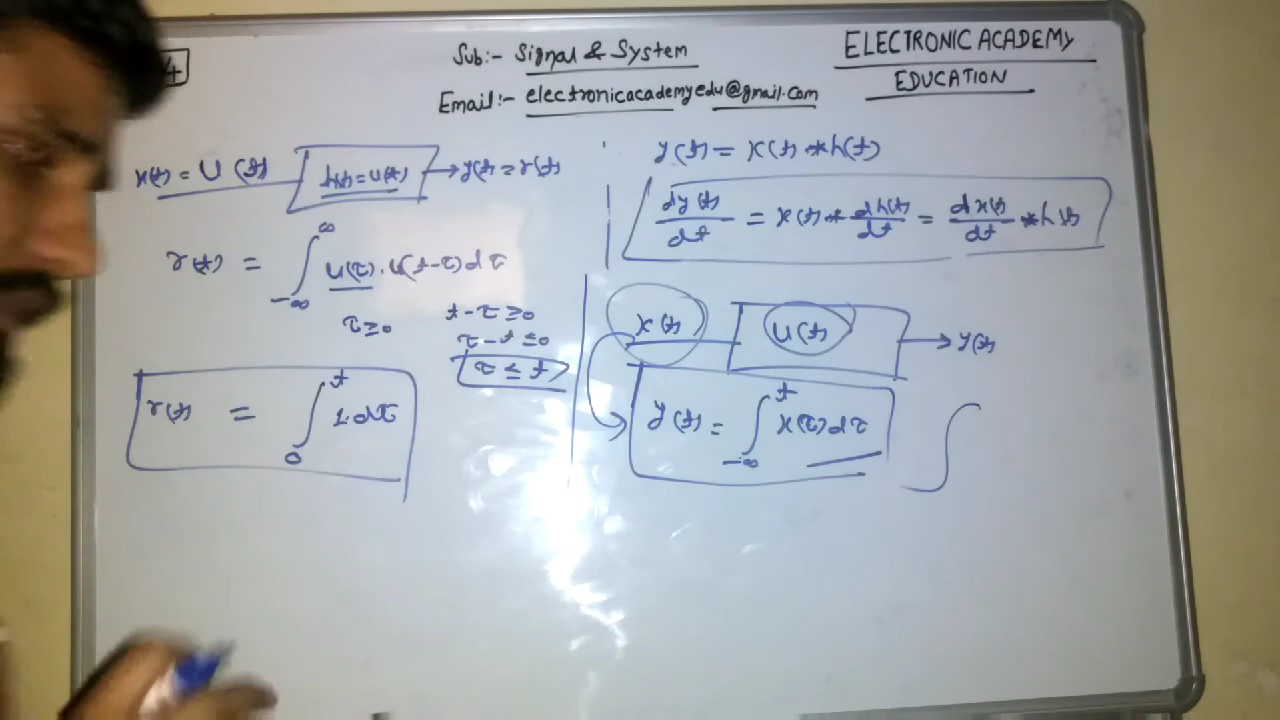 4
Sub:- Signal & System
Email:- electronicacademyedu@gmail.com
ELECTRONIC ACADEMY
EDUCATION
x(t) = u(t) h(t)=u(t) → y(t) = r(t)
r(t) = ∫_{-∞}^{∞} u(τ).u(t-τ)dτ
τ≥0
t-τ ≥0
τ-t ≤0
τ ≤ t
r(t) = ∫_{0}^{t} 1.dτ
y(t) = x(t) * h(t)
dy(t)/dt = x(t) * dh(t)/dt = dx(t)/dt * h(t)
x(t) u(t) → y(t)
y(t) = ∫_{-∞}^{t} x(τ)dτ
∫